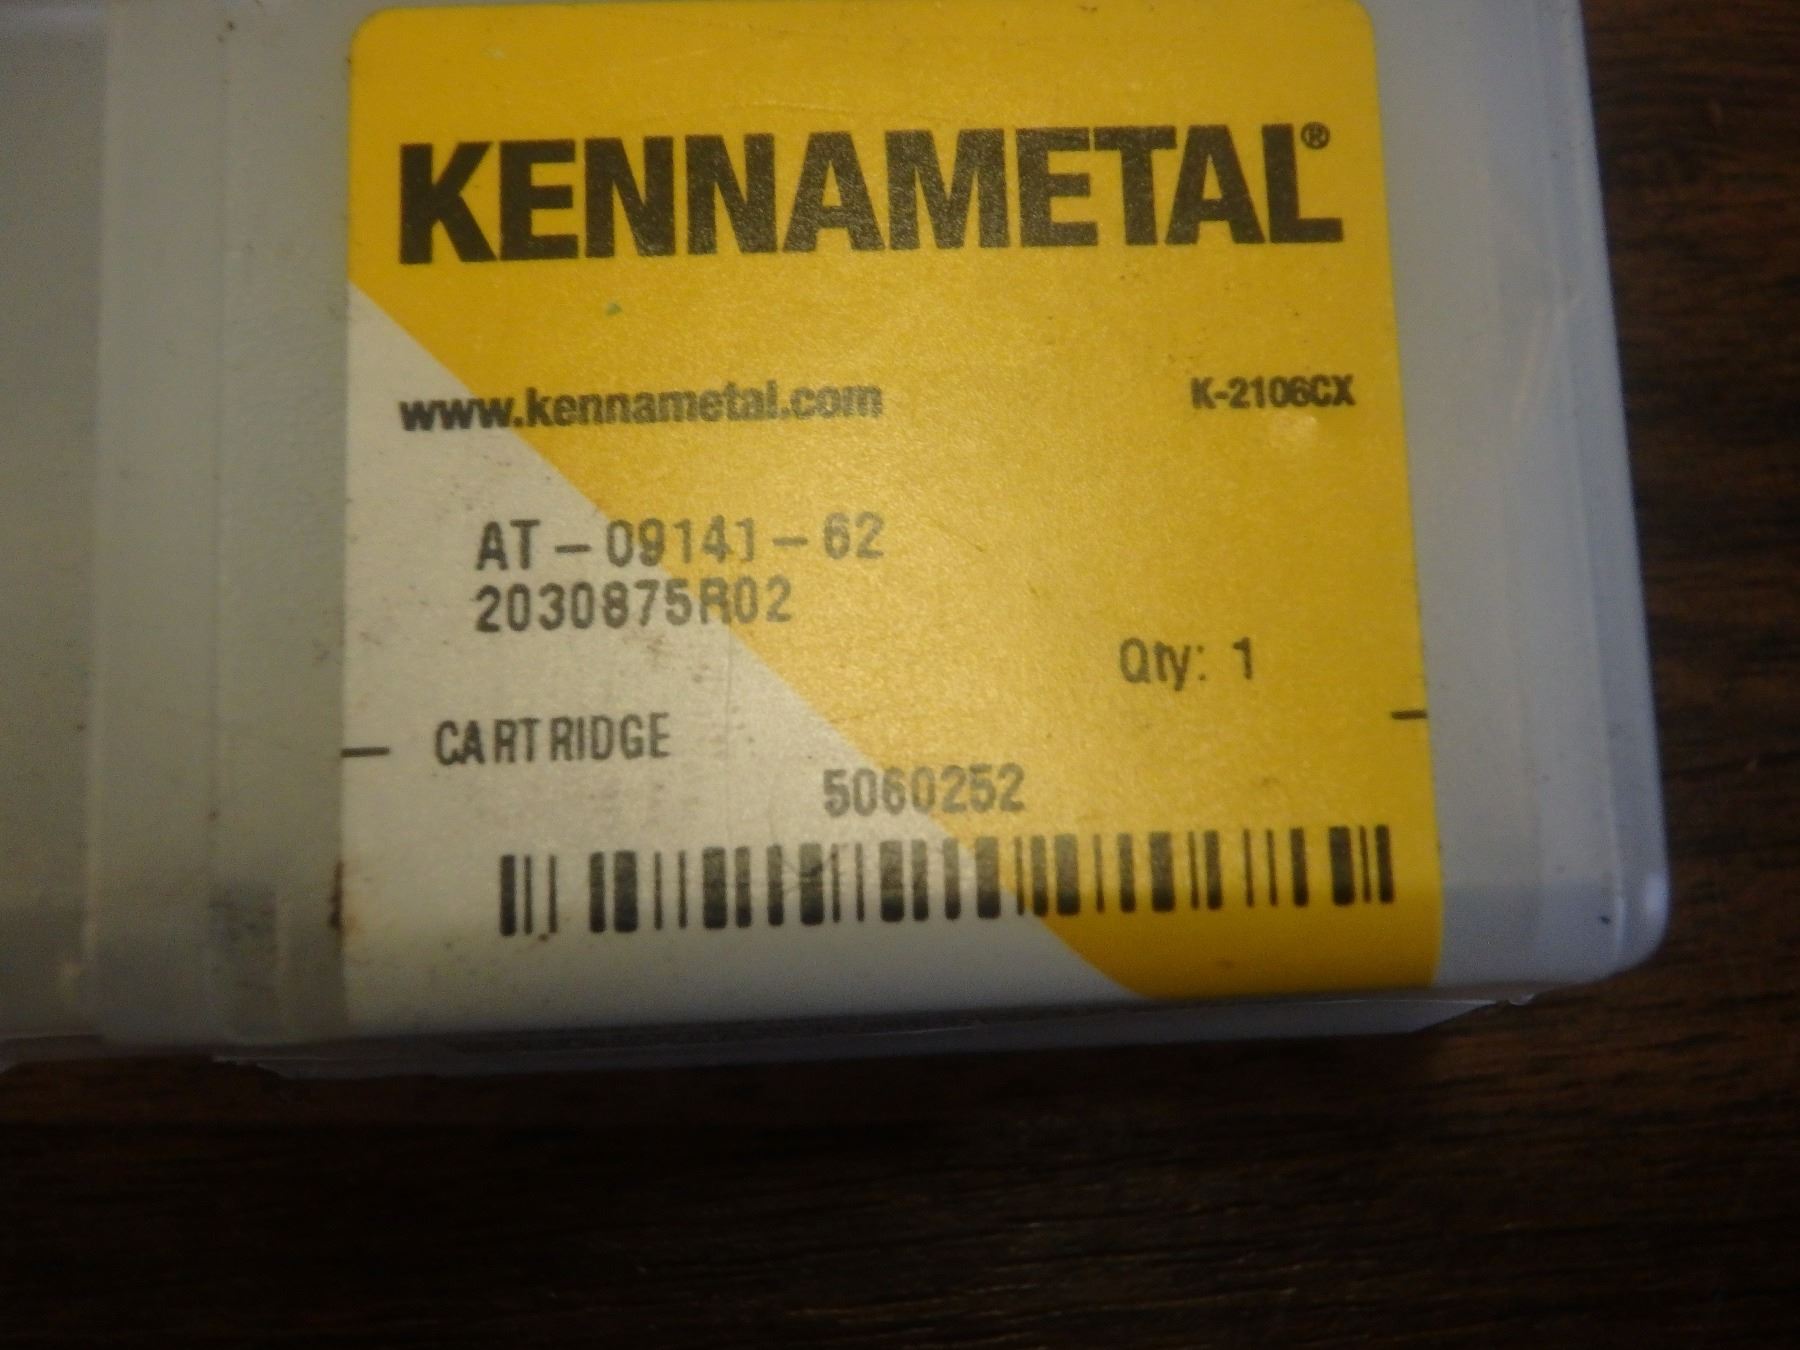 KENNAMETAL®
www.kennametal.com K-2106CX
AT-09141-62
2030875R02
Qty: 1
CARTRIDGE
5060252